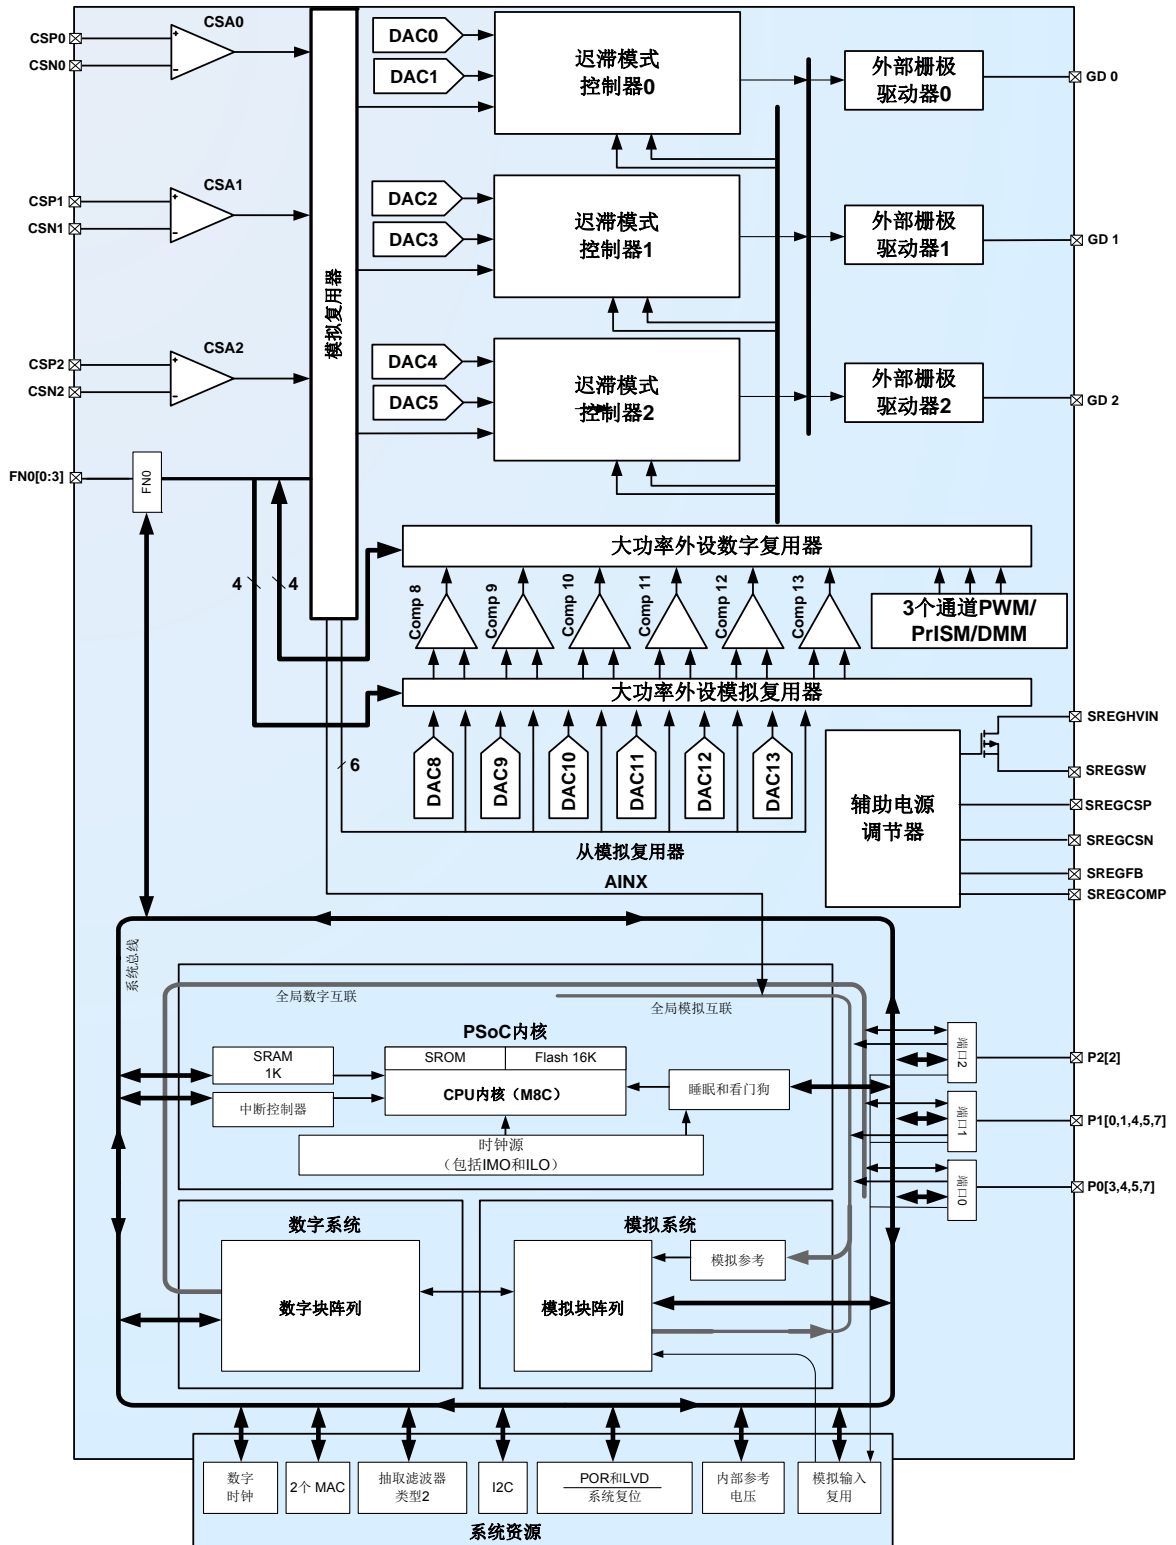 CSA0
CSP0
CSN0
DAC0
DAC1
迟滞模式
控制器0
外部栅极
驱动器0
GD 0
CSA1
CSP1
CSN1
DAC2
DAC3
迟滞模式
控制器1
外部栅极
驱动器1
GD 1
模拟复用器
CSA2
CSP2
CSN2
DAC4
DAC5
迟滞模式
控制器2
外部栅极
驱动器2
GD 2
FN0[0:3]
FN0
4
4
大功率外设数字复用器
Comp 8
Comp 9
Comp 10
Comp 11
Comp 12
Comp 13
3个通道PWM/
PrISM/DMM
大功率外设模拟复用器
6
DAC8
DAC9
DAC10
DAC11
DAC12
DAC13
从模拟复用器
AINX
辅助电源
调节器
SREGHVIN
SREGSW
SREGCSP
SREGCSN
SREGFB
SREGCOMP
系统总线
全局数字互联
全局模拟互联
PSoC内核
SRAM
1K
SROM
Flash 16K
CPU内核（M8C）
中断控制器
睡眠和看门狗
时钟源
（包括IMO和ILO）
端口2
P2[2]
端口1
P1[0,1,4,5,7]
端口0
P0[3,4,5,7]
数字系统
数字块阵列
模拟系统
模拟块阵列
模拟参考
数字
时钟
2个 MAC
抽取滤波器
类型2
I2C
POR和LVD
系统复位
内部参考
电压
模拟输入
复用
系统资源